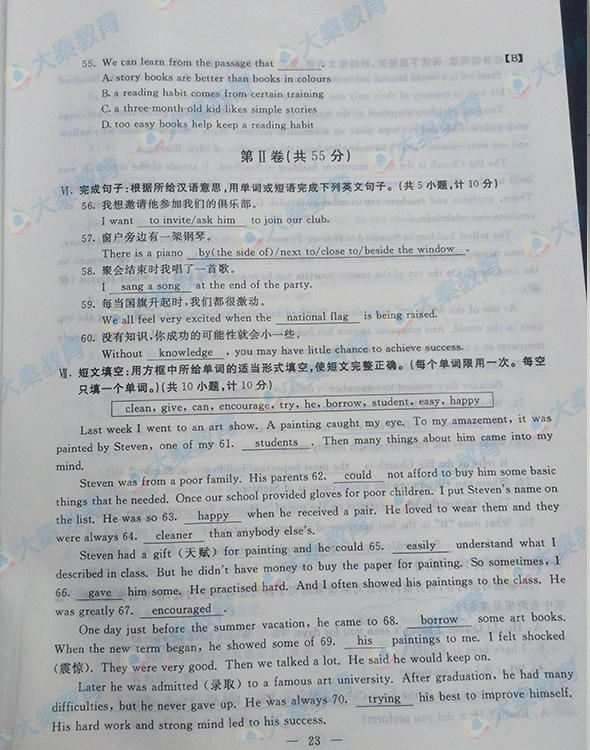 55. We can learn from the passage that ______. 【B】
A. story books are better than books in colours
B. a reading habit comes from certain training
C. a three-month-old kid likes simple stories
D. too easy books help keep a reading habit
第Ⅱ卷(共 55 分)
Ⅵ. 完成句子:根据所给汉语意思,用单词或短语完成下列英文句子。(共 5 小题,计 10 分)
56. 我想邀请他参加我们的俱乐部。
I want to invite/ask him to join our club.
57. 窗户旁边有一架钢琴。
There is a piano by(the side of)/next to/close to/beside the window .
58. 聚会结束时我唱了一首歌。
I sang a song at the end of the party.
59. 每当国旗升起时,我们都很激动。
We all feel very excited when the national flag is being raised.
60. 没有知识,你成功的可能性就会小一些。
Without knowledge , you may have little chance to achieve success.
Ⅶ. 短文填空:用方框中所给单词的适当形式填空,使短文完整正确。(每个单词限用一次。每空
只填一个单词。)(共 10 小题,计 10 分)
clean, give, can, encourage, try, he, borrow, student, easy, happy
Last week I went to an art show. A painting caught my eye. To my amazement, it was
painted by Steven, one of my 61. students . Then many things about him came into my
mind.
Steven was from a poor family. His parents 62. could not afford to buy him some basic
things that he needed. Once our school provided gloves for poor children. I put Steven's name on
the list. He was so 63. happy when he received a pair. He loved to wear them and they
were always 64. cleaner than anybody else's.
Steven had a gift (天赋) for painting and he could 65. easily understand what I
described in class. But he didn't have money to buy the paper for painting. So sometimes, I
66. gave him some. He practised hard. And I often showed his paintings to the class. He
was greatly 67. encouraged .
One day just before the summer vacation, he came to 68. borrow some art books.
When the new term began, he showed some of 69. his paintings to me. I felt shocked
(震惊). They were very good. Then we talked a lot. He said he would keep on.
Later he was admitted (录取) to a famous art university. After graduation, he had many
difficulties, but he never gave up. He was always 70. trying his best to improve himself.
His hard work and strong mind led to his success.
— 23 —
大秦教育